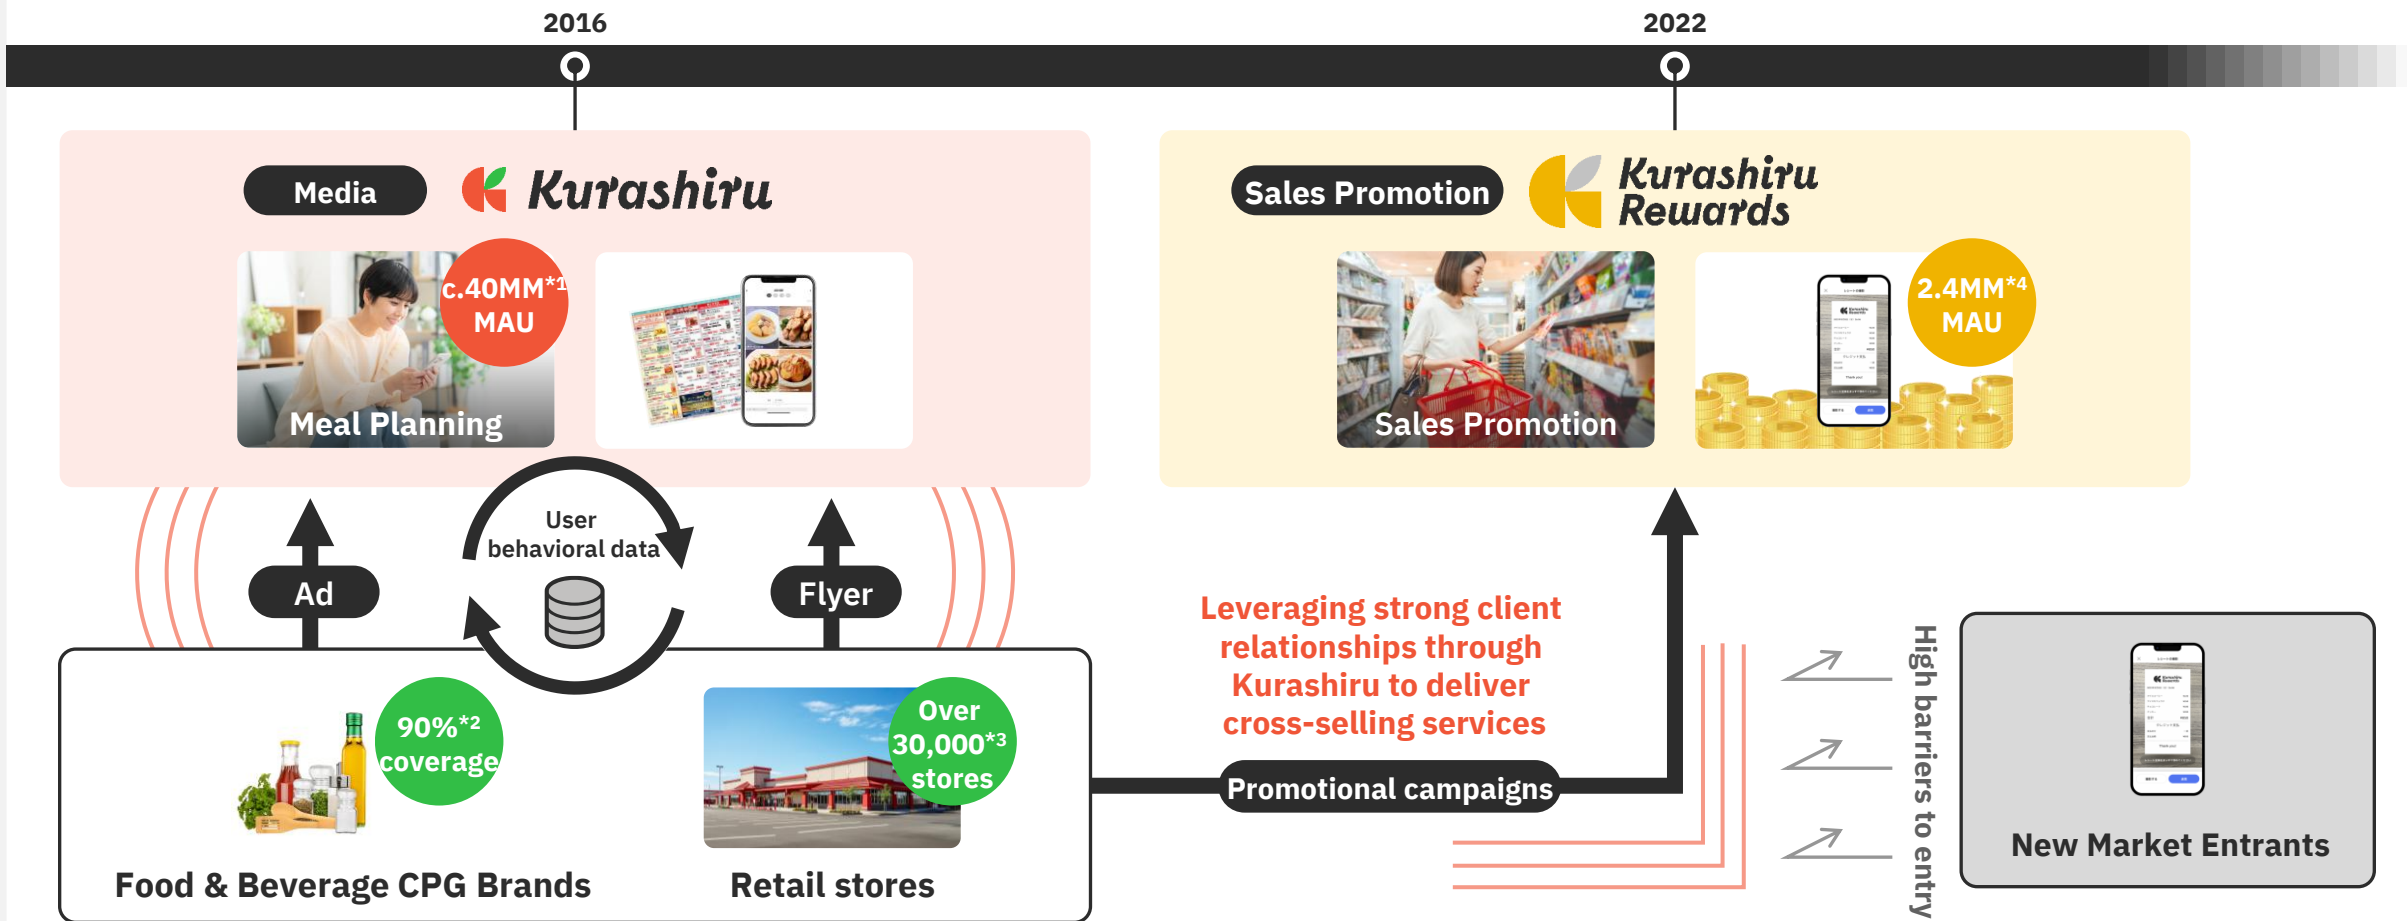 2016
2022
Media
Kurashiru
c.40MM*1
MAU
Meal Planning
Sales Promotion
Kurashiru
Rewards
2.4MM*4
MAU
Sales Promotion
User
behavioral data
Ad
Flyer
90%*2
coverage
Food & Beverage CPG Brands
Over
30,000*3
stores
Retail stores
Leveraging strong client
relationships through
Kurashiru to deliver
cross-selling services
Promotional campaigns
High barriers to entry
New Market Entrants